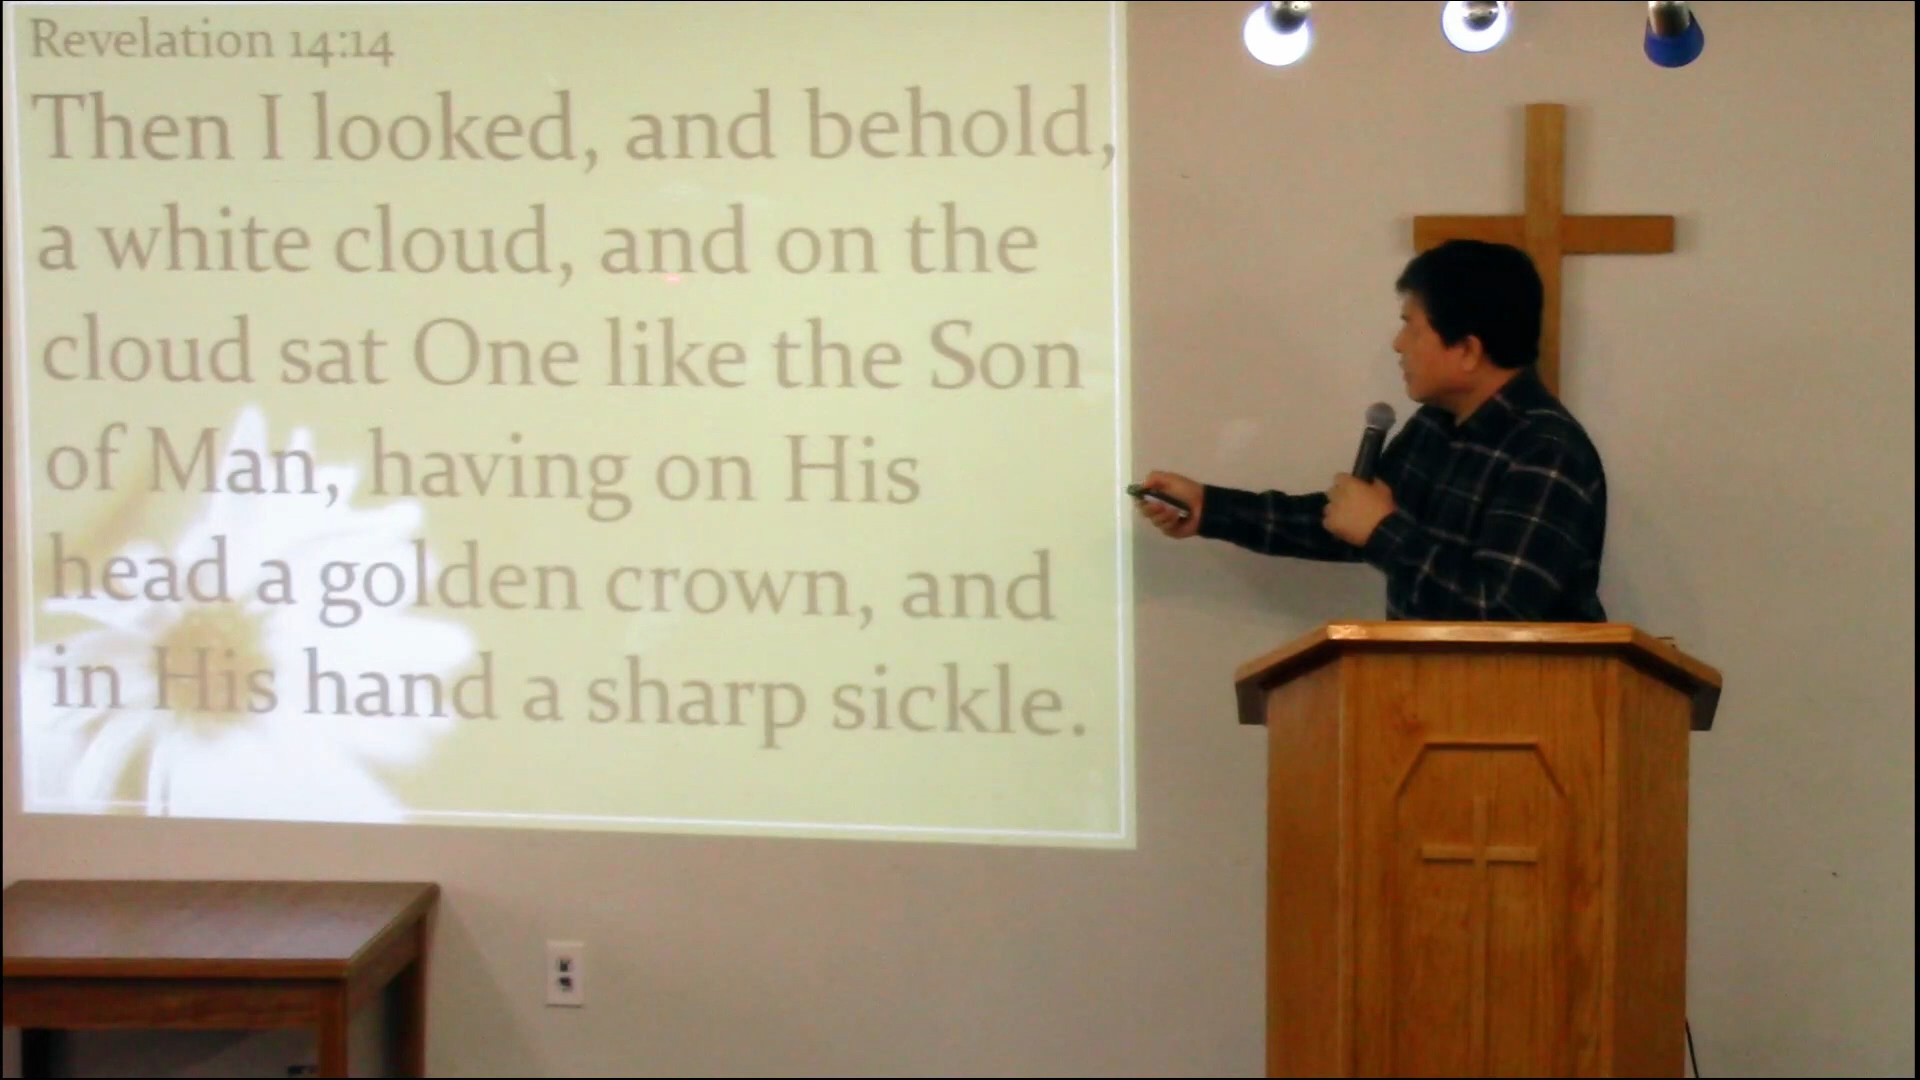 Revelation 14:14
Then I looked, and behold,
a white cloud, and on the
cloud sat One like the Son
of Man, having on His
head a golden crown, and
in His hand a sharp sickle.